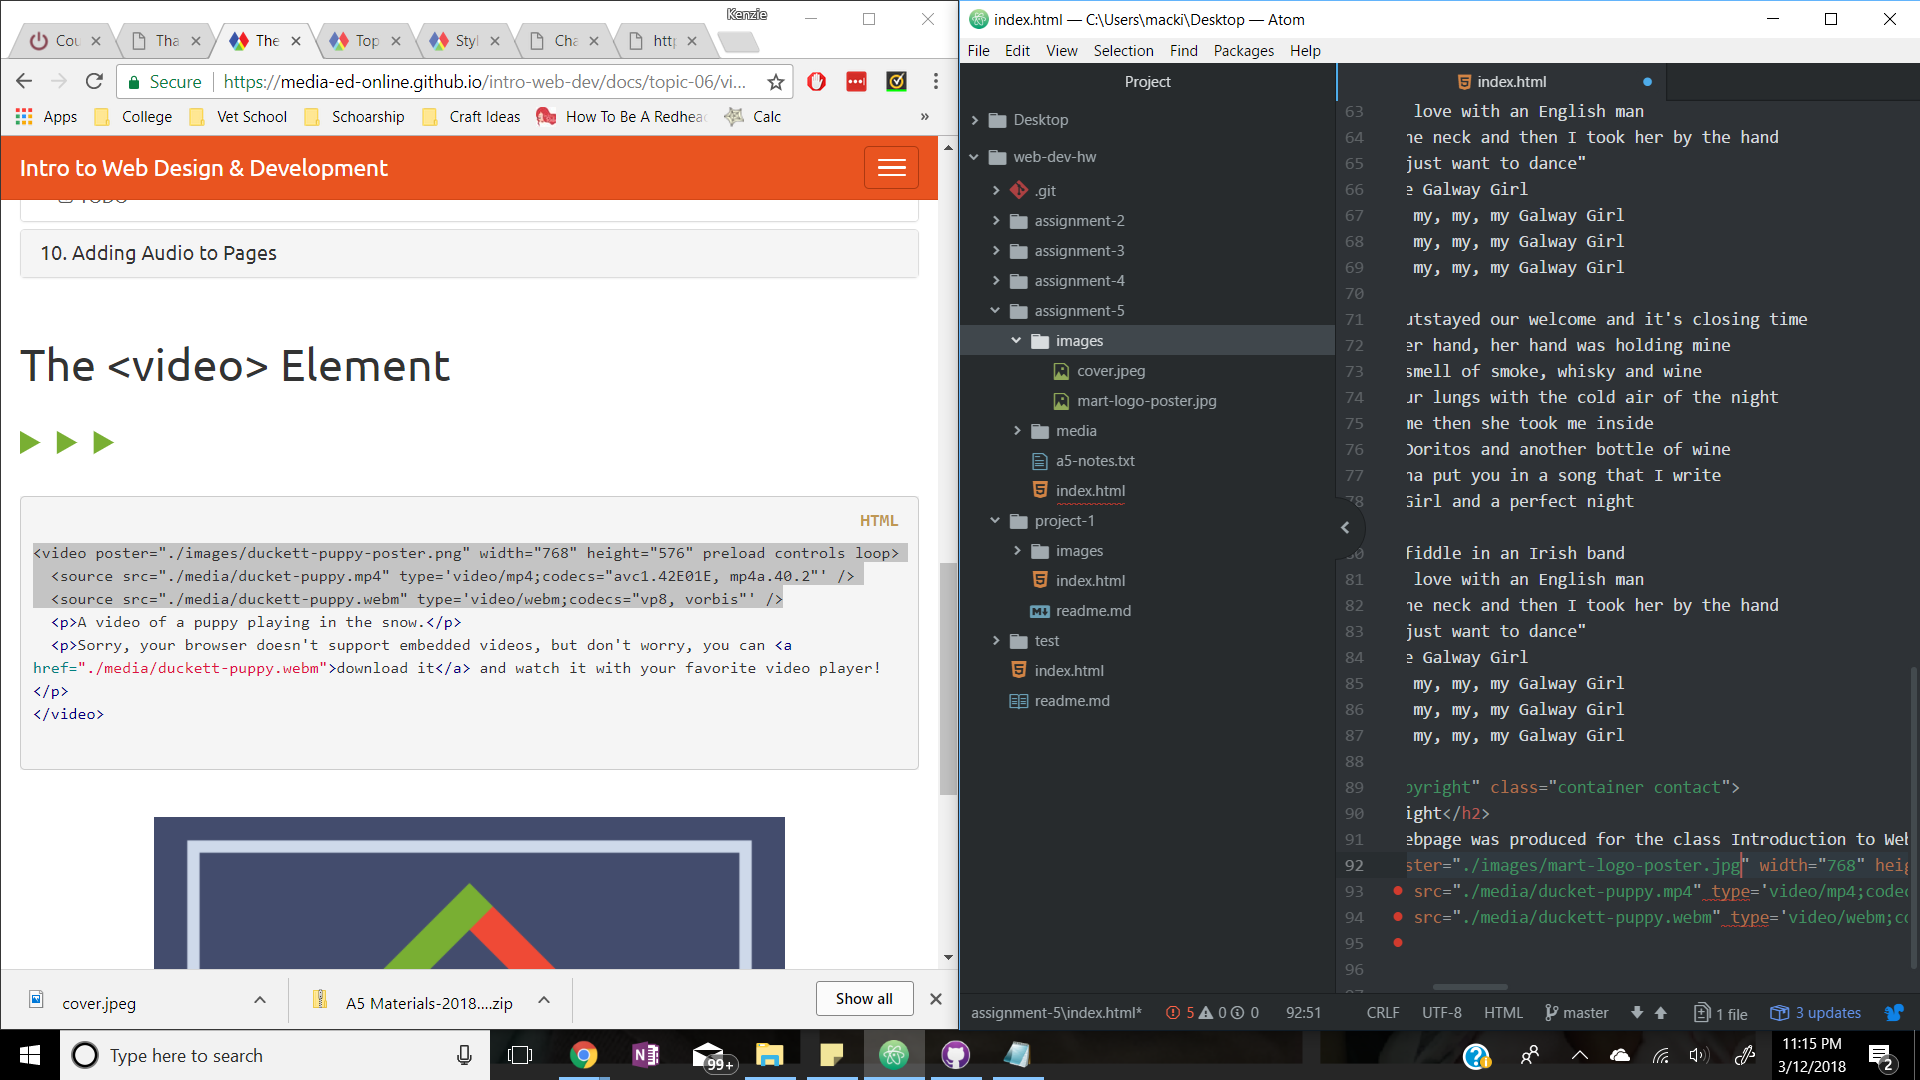 Kenzie
Cou
Tha
The
Top
Styl
Cha
http
Secure
https://media-ed-online.github.io/intro-web-dev/docs/topic-06/vi...
Apps
College
Vet School
Schoarship
Craft Ideas
How To Be A Redhea
Calc
»
Intro to Web Design & Development
TODO
10. Adding Audio to Pages
The <video> Element
HTML
<video poster="./images/duckett-puppy-poster.png" width="768" height="576" preload controls loop>
<source src="./media/ducket-puppy.mp4" type='video/mp4;codecs="avc1.42E01E, mp4a.40.2"' />
<source src="./media/duckett-puppy.webm" type='video/webm;codecs="vp8, vorbis"' />
<p>A video of a puppy playing in the snow.</p>
<p>Sorry, your browser doesn't support embedded videos, but don't worry, you can <a
href="./media/duckett-puppy.webm">download it</a> and watch it with your favorite video player!
</p>
</video>
cover.jpeg
A5 Materials-2018....zip
Show all
index.html — C:\Users\macki\Desktop — Atom
File Edit View Selection Find Packages Help
Project
Desktop
web-dev-hw
.git
assignment-2
assignment-3
assignment-4
assignment-5
images
cover.jpeg
mart-logo-poster.jpg
media
a5-notes.txt
index.html
project-1
images
index.html
readme.md
test
index.html
readme.md
index.html
63 love with an English man
64 ne neck and then I took her by the hand
65 just want to dance"
66 e Galway Girl
67 my, my, my Galway Girl
68 my, my, my Galway Girl
69 my, my, my Galway Girl
70
71 utstayed our welcome and it's closing time
72 er hand, her hand was holding mine
73 smell of smoke, whisky and wine
74 ur lungs with the cold air of the night
75 me then she took me inside
76 Doritos and another bottle of wine
77 na put you in a song that I write
78 Girl and a perfect night
80 fiddle in an Irish band
81 love with an English man
82 ne neck and then I took her by the hand
83 just want to dance"
84 e Galway Girl
85 my, my, my Galway Girl
86 my, my, my Galway Girl
87 my, my, my Galway Girl
88
89 pyright" class="container contact">
90 ight</h2>
91 ebpage was produced for the class Introduction to Web
92 ster="./images/mart-logo-poster.jpg" width="768" heig
93 src="./media/ducket-puppy.mp4" type='video/mp4;codec
94 src="./media/duckett-puppy.webm" type='video/webm;co
95
96
assignment-5\index.html* 5 0 0 92:51 CRLF UTF-8 HTML master 1 file 3 updates
Type here to search
99+
11:15 PM
3/12/2018
2